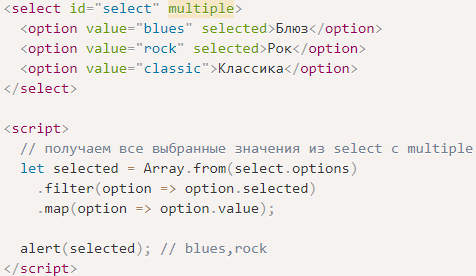 <select id="select" multiple>
  <option value="blues" selected>Блюз</option>
  <option value="rock" selected>Рок</option>
  <option value="classic">Классика</option>
</select>

<script>
  // получаем все выбранные значения из select с multiple
  let selected = Array.from(select.options)
    .filter(option => option.selected)
    .map(option => option.value);

  alert(selected); // blues,rock
</script>